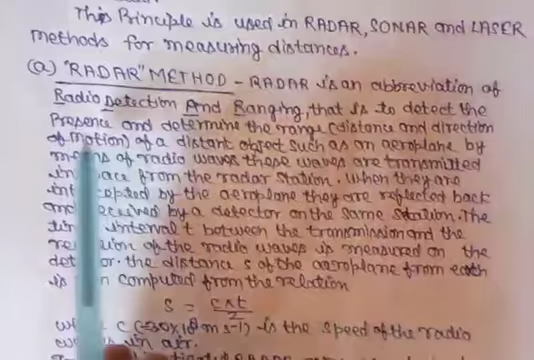 This Principle is used in RADAR, SONAR and LASER
methods for measuring distances.
(a) "RADAR" METHOD - RADAR is an abbreviation of
Radio Detection And Ranging, that is to detect the
Presence and determine the range (distance and direction
of motion) of a distant object such as an aeroplane by
of radio waves these waves are transmitted
from the radar station. When they are
by the aeroplane they are reflected back
by a detector on the same station. The
interval t between the transmission and the
of the radio waves is measured on the
the distance s of the aeroplane from earth
is computed from the relation
S = c×t/2
C (=3.0×10^8 m s-1) is the speed of the radio
in air.